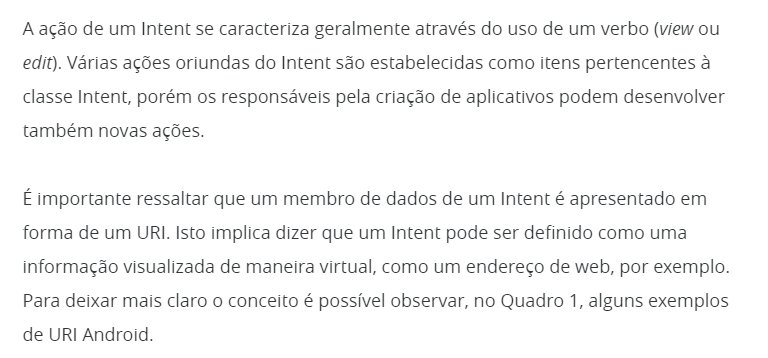 A ação de um Intent se caracteriza geralmente através do uso de um verbo (view ou
edit). Várias ações oriundas do Intent são estabelecidas como itens pertencentes à
classe Intent, porém os responsáveis pela criação de aplicativos podem desenvolver
também novas ações.
É importante ressaltar que um membro de dados de um Intent é apresentado em
forma de um URI. Isto implica dizer que um Intent pode ser definido como uma
informação visualizada de maneira virtual, como um endereço de web, por exemplo.
Para deixar mais claro o conceito é possível observar, no Quadro 1, alguns exemplos
de URI Android.